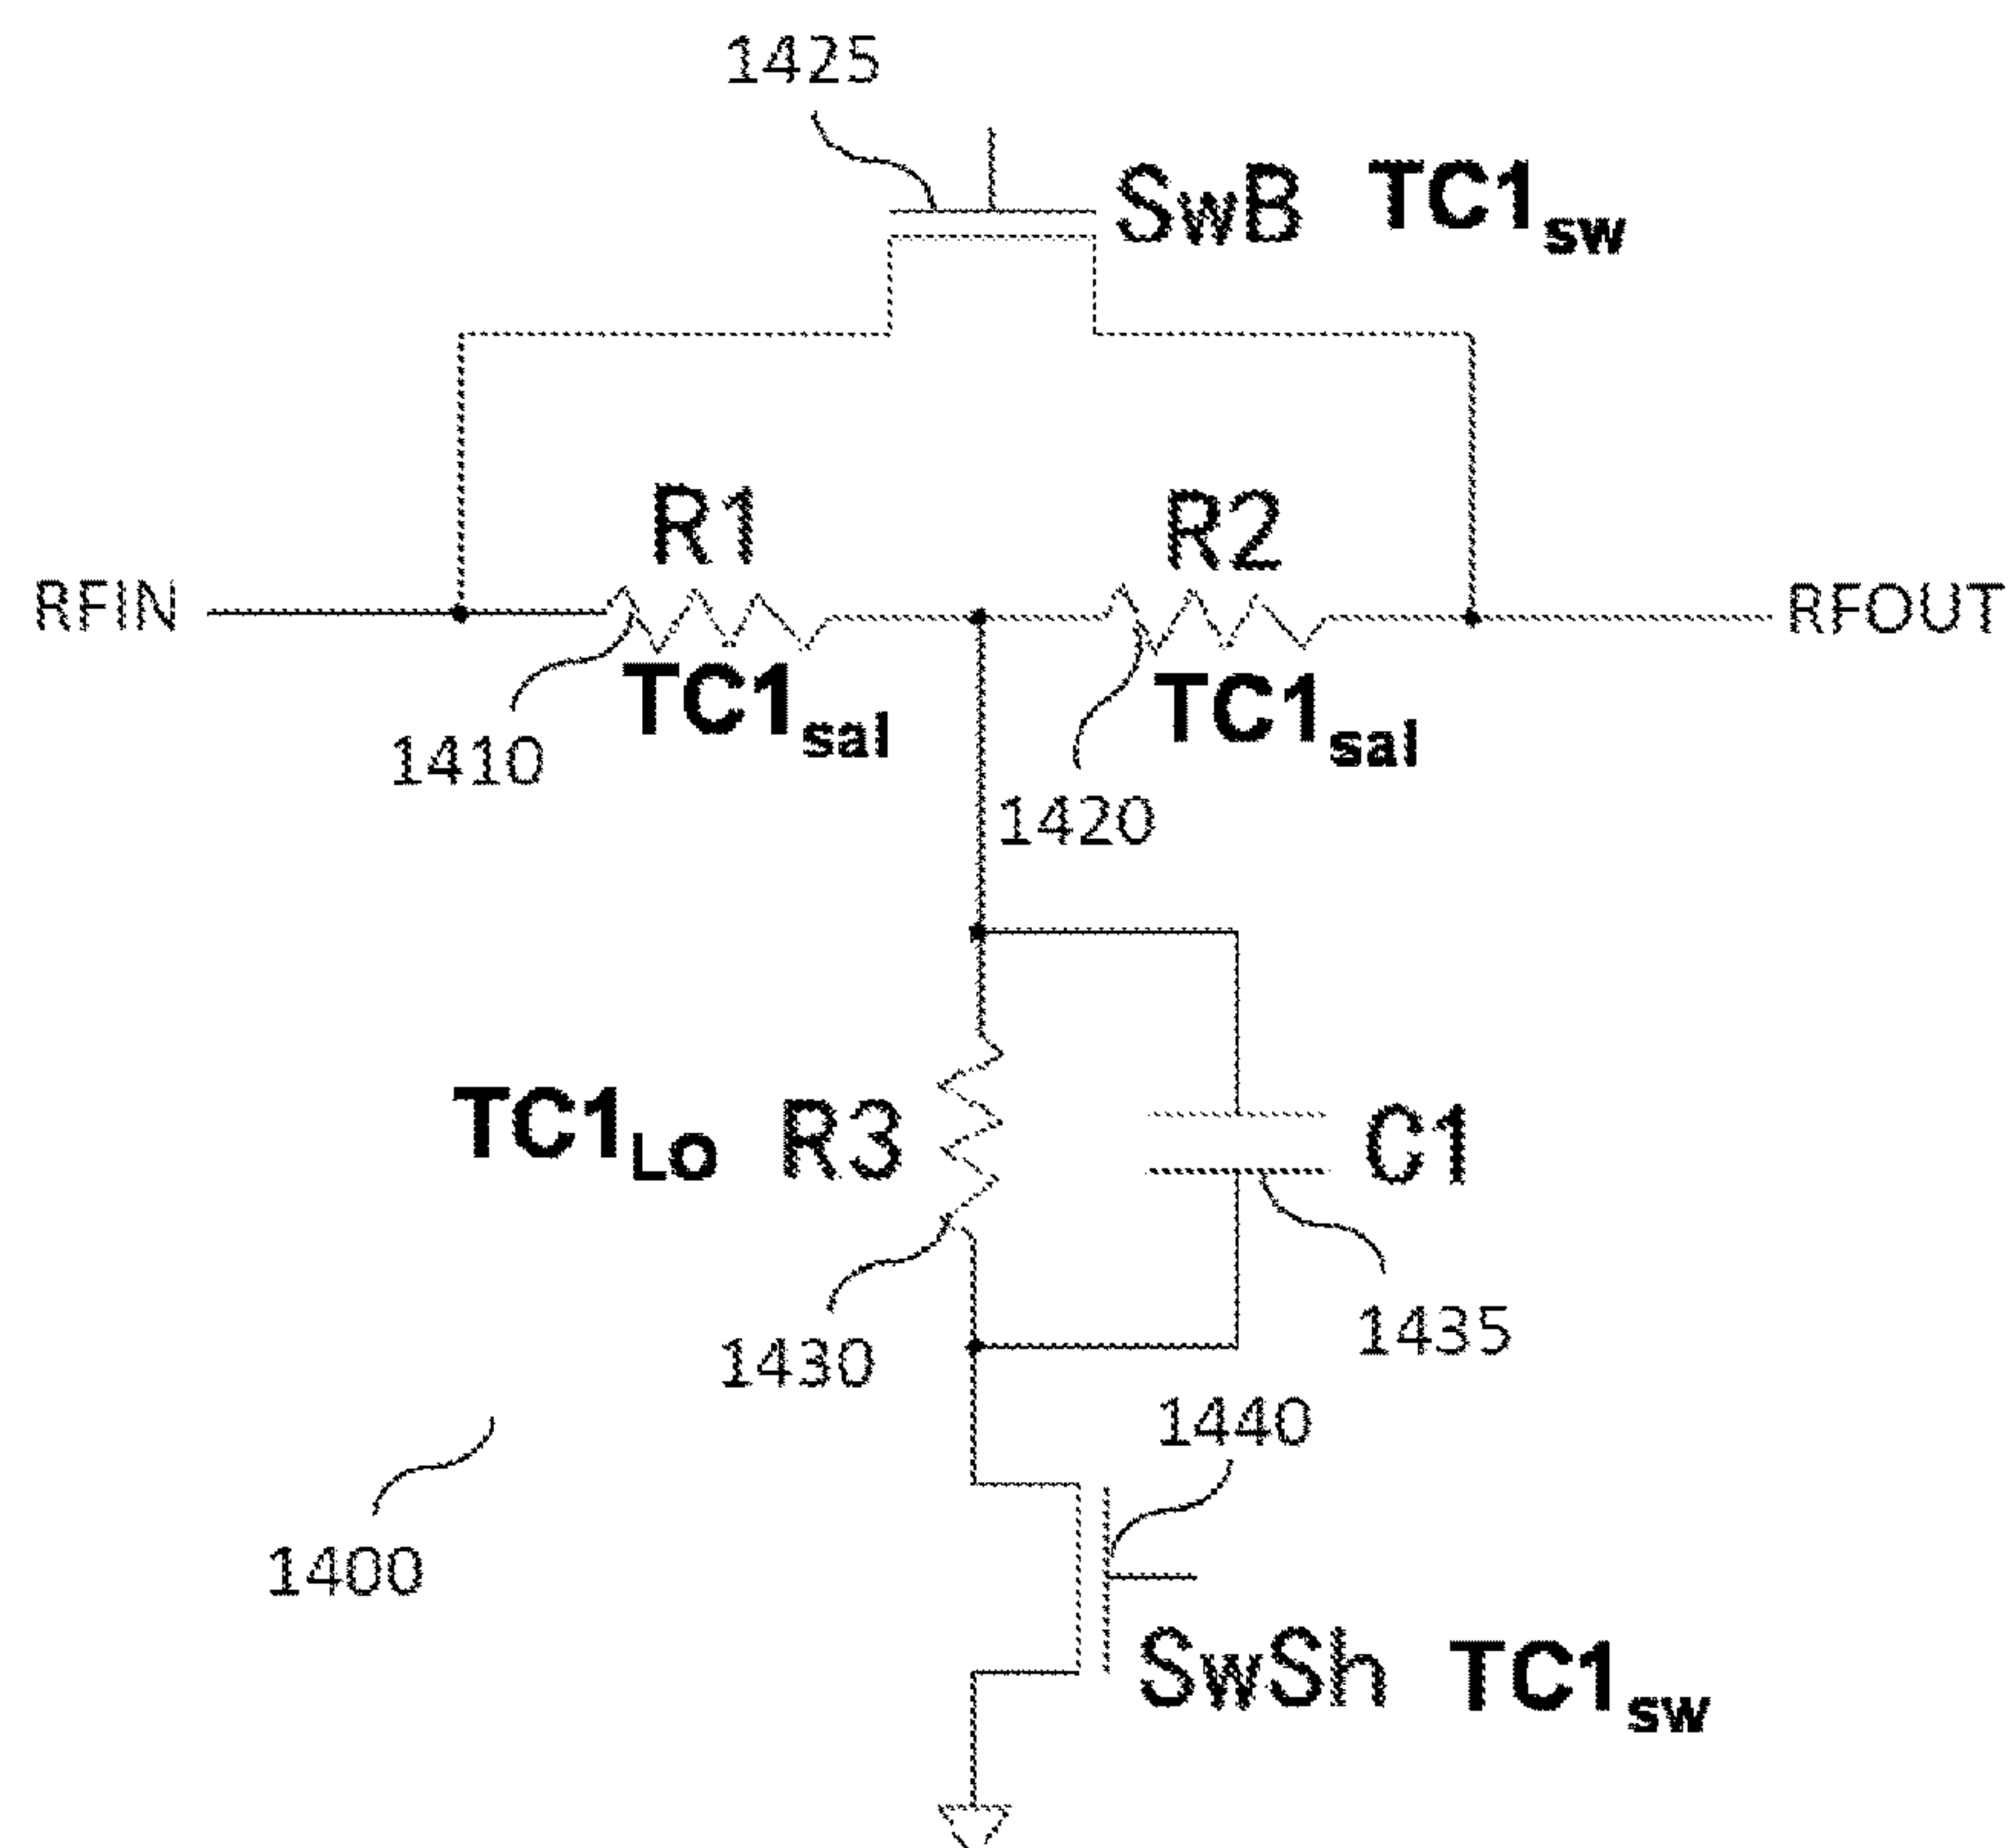 1425
SwB TC1sw
R1
R2
RFIN
RFOUT
TC1sal
TC1sal
1410
1420
TC1Lo R3
C1
1435
1430
1440
1400
SwSh TC1sw